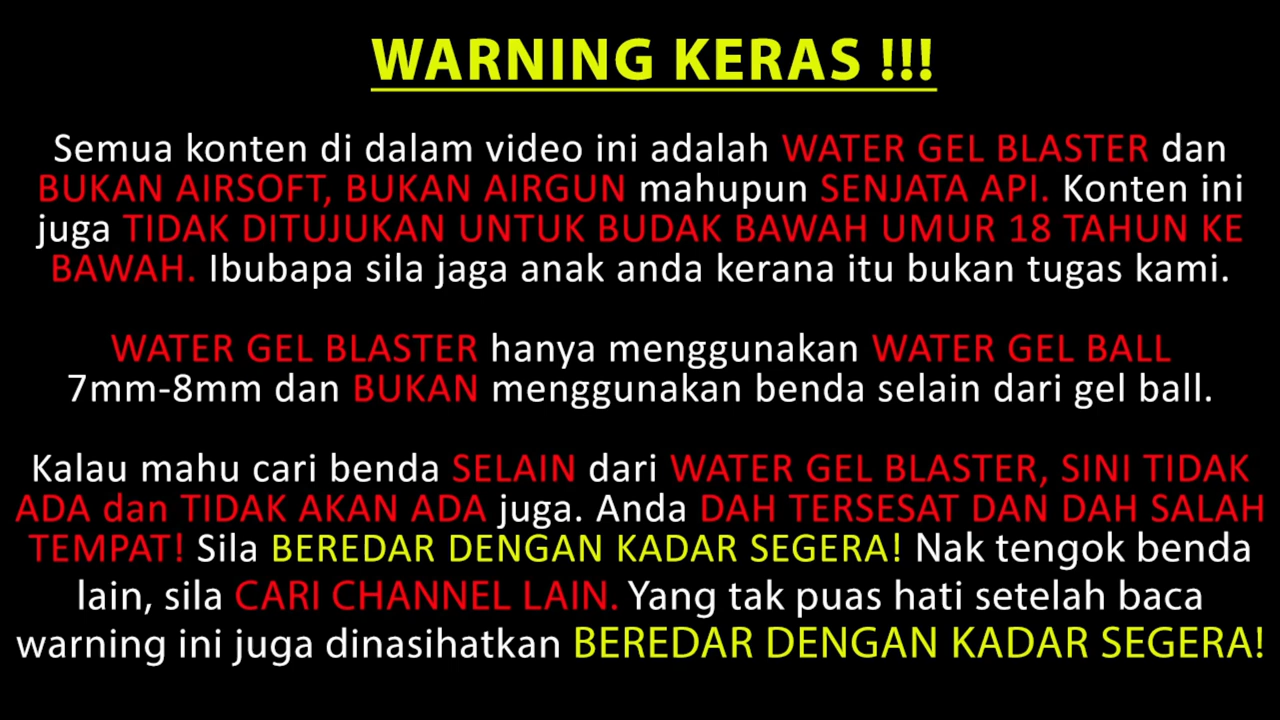 WARNING KERAS !!!
Semua konten di dalam video ini adalah WATER GEL BLASTER dan
BUKAN AIRSOFT, BUKAN AIRGUN mahupun SENJATA API. Konten ini
juga TIDAK DITUJUKAN UNTUK BUDAK BAWAH UMUR 18 TAHUN KE
BAWAH. Ibubapa sila jaga anak anda kerana itu bukan tugas kami.
WATER GEL BLASTER hanya menggunakan WATER GEL BALL
7mm-8mm dan BUKAN menggunakan benda selain dari gel ball.
Kalau mahu cari benda SELAIN dari WATER GEL BLASTER, SINI TIDAK
ADA dan TIDAK AKAN ADA juga. Anda DAH TERSESAT DAN DAH SALAH
TEMPAT! Sila BEREDAR DENGAN KADAR SEGERA! Nak tengok benda
lain, sila CARI CHANNEL LAIN. Yang tak puas hati setelah baca
warning ini juga dinasihatkan BEREDAR DENGAN KADAR SEGERA!